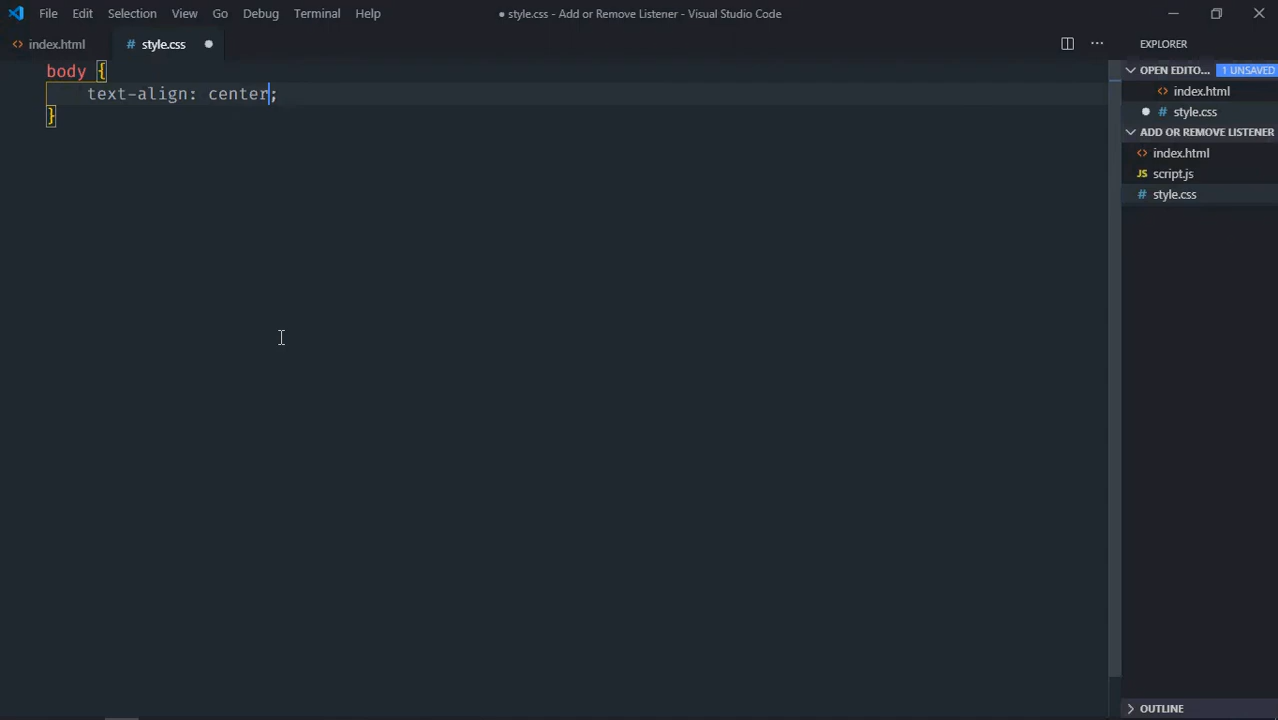 File Edit Selection View Go Debug Terminal Help
● style.css - Add or Remove Listener - Visual Studio Code
<> index.html
# style.css ●
body {
text-align: center;
}
EXPLORER
OPEN EDITO... 1 UNSAVED
<> index.html
● # style.css
ADD OR REMOVE LISTENER
<> index.html
JS script.js
# style.css
OUTLINE